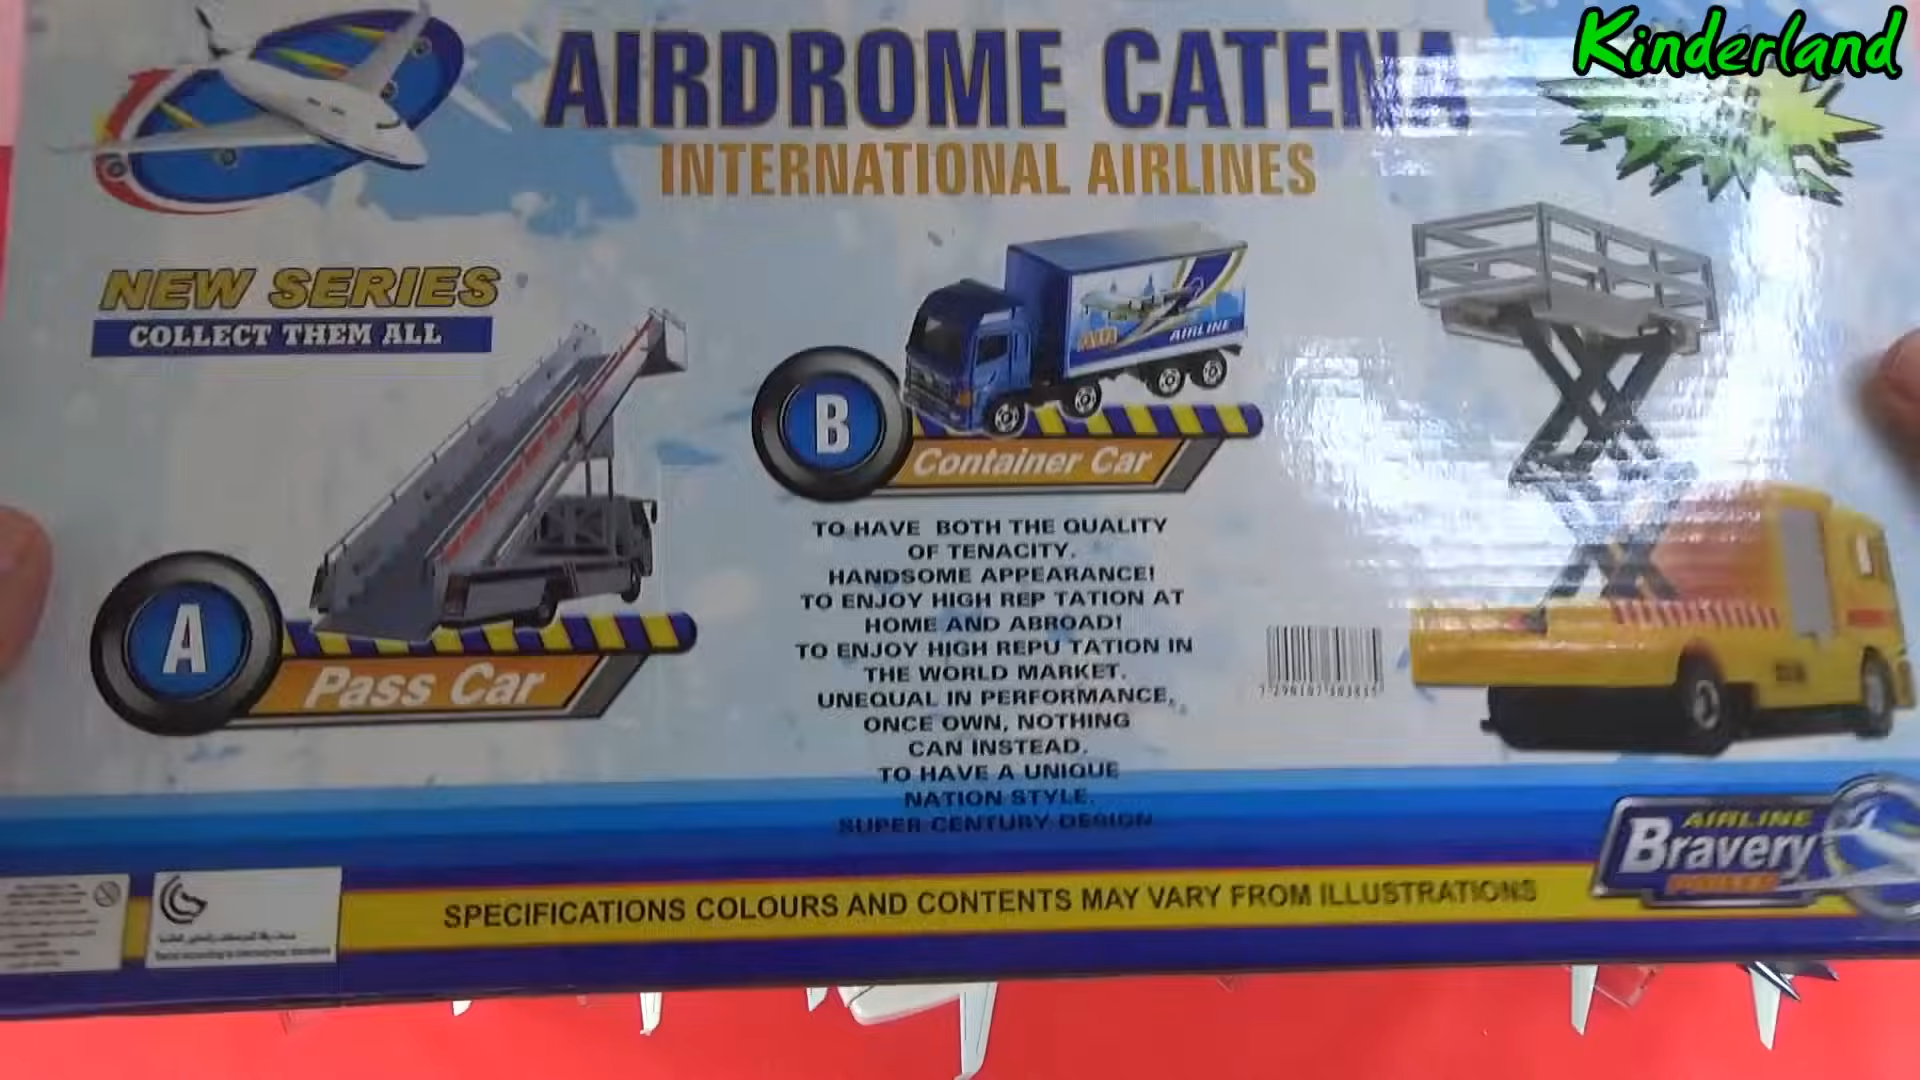 Kinderland
AIRDROME CATENA
INTERNATIONAL AIRLINES
NEW SERIES
COLLECT THEM ALL
AIR AIRLINE
B
Container Car
A
Pass Car
TO HAVE BOTH THE QUALITY
OF TENACITY.
HANDSOME APPEARANCE!
TO ENJOY HIGH REP TATION AT
HOME AND ABROAD!
TO ENJOY HIGH REPU TATION IN
THE WORLD MARKET.
UNEQUAL IN PERFORMANCE,
ONCE OWN, NOTHING
CAN INSTEAD.
TO HAVE A UNIQUE
NATION STYLE.
SUPER CENTURY DESIGN
AIRLINE
Bravery
SPECIFICATIONS COLOURS AND CONTENTS MAY VARY FROM ILLUSTRATIONS